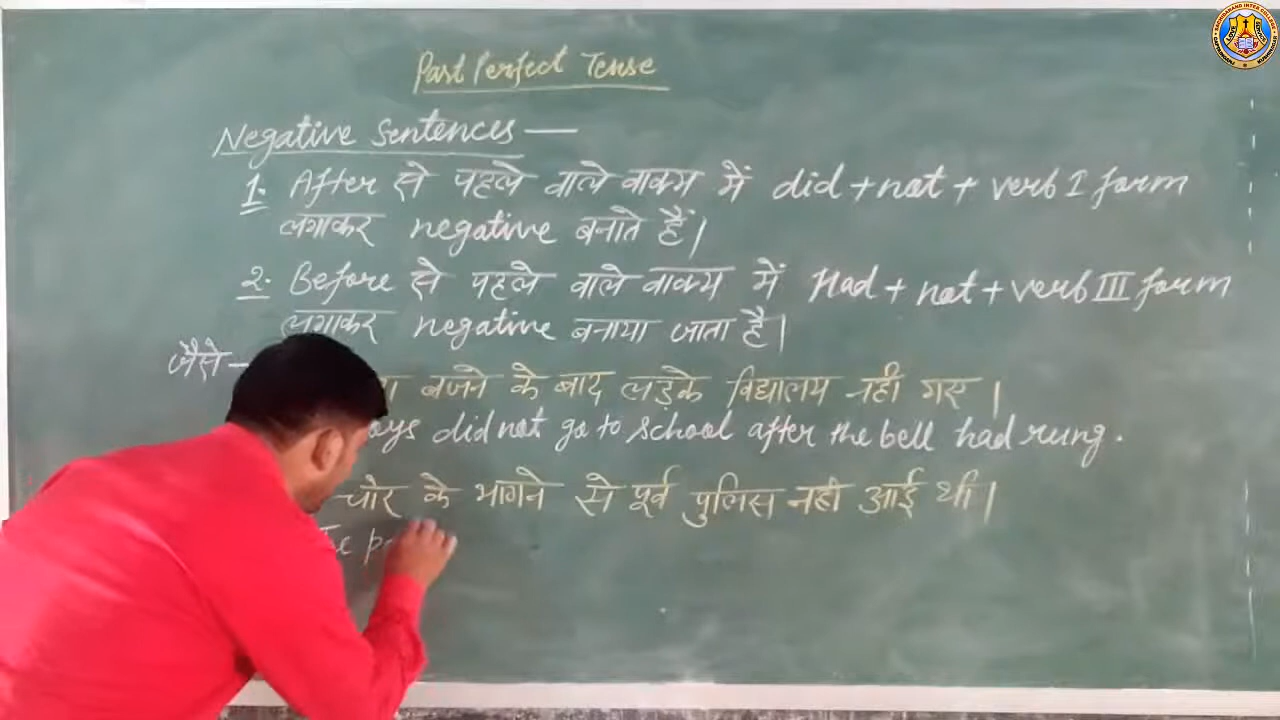 Past Perfect Tense
Negative Sentences —
1. After से पहले वाले वाक्य में did + not + verb I form
लगाकर negative बनाते हैं।
2. Before से पहले वाले वाक्य में Had + not + verb III form
लगाकर negative बनाया जाता है।
जैसे—
बजने के बाद लड़के विद्यालय नही गए।
did not go to school after the bell had rung.
चोर के भागने से पूर्व पुलिस नही आई थी।